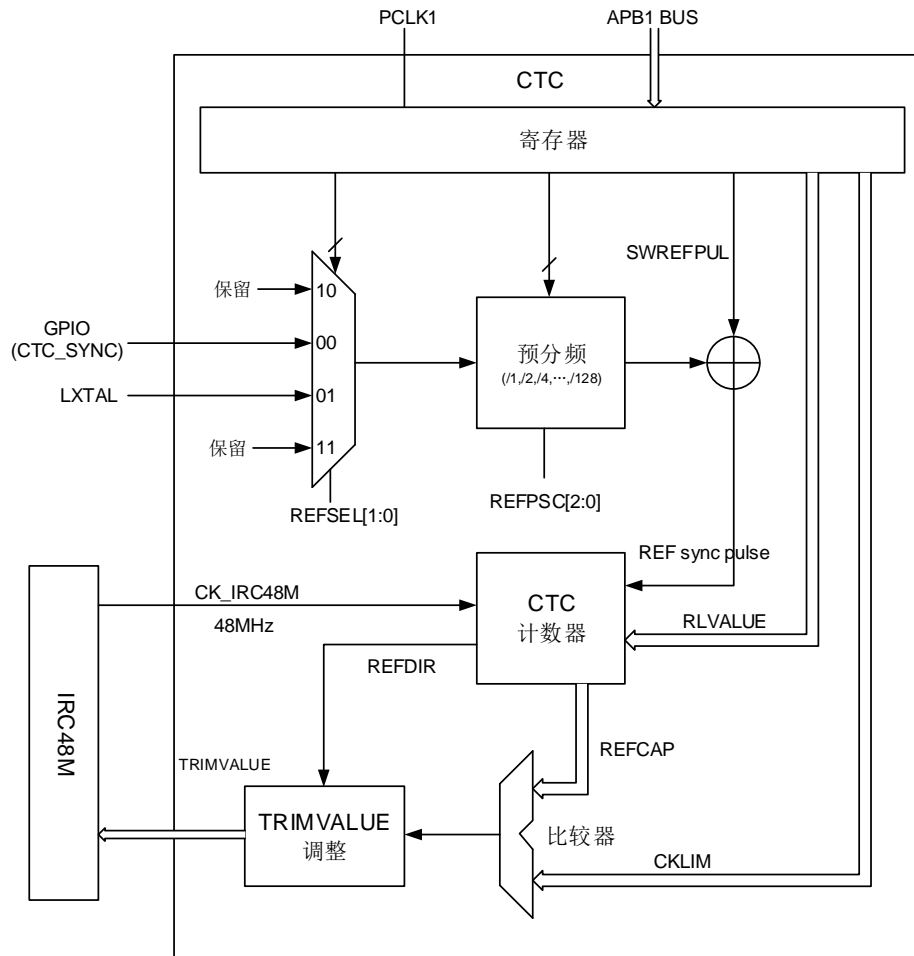 PCLK1
APB1 BUS
CTC
寄存器
SWREFPUL
保留
10
GPIO
(CTC_SYNC)
00
预分频
(/1,/2,/4,···,/128)
LXTAL
01
保留
11
REFSEL[1:0]
REFPSC[2:0]
REF sync pulse
CK_IRC48M
48MHz
CTC
计数器
RLVALUE
REFDIR
IRC48M
REFCAP
TRIMVALUE
TRIMVALUE
调整
比较器
CKLIM